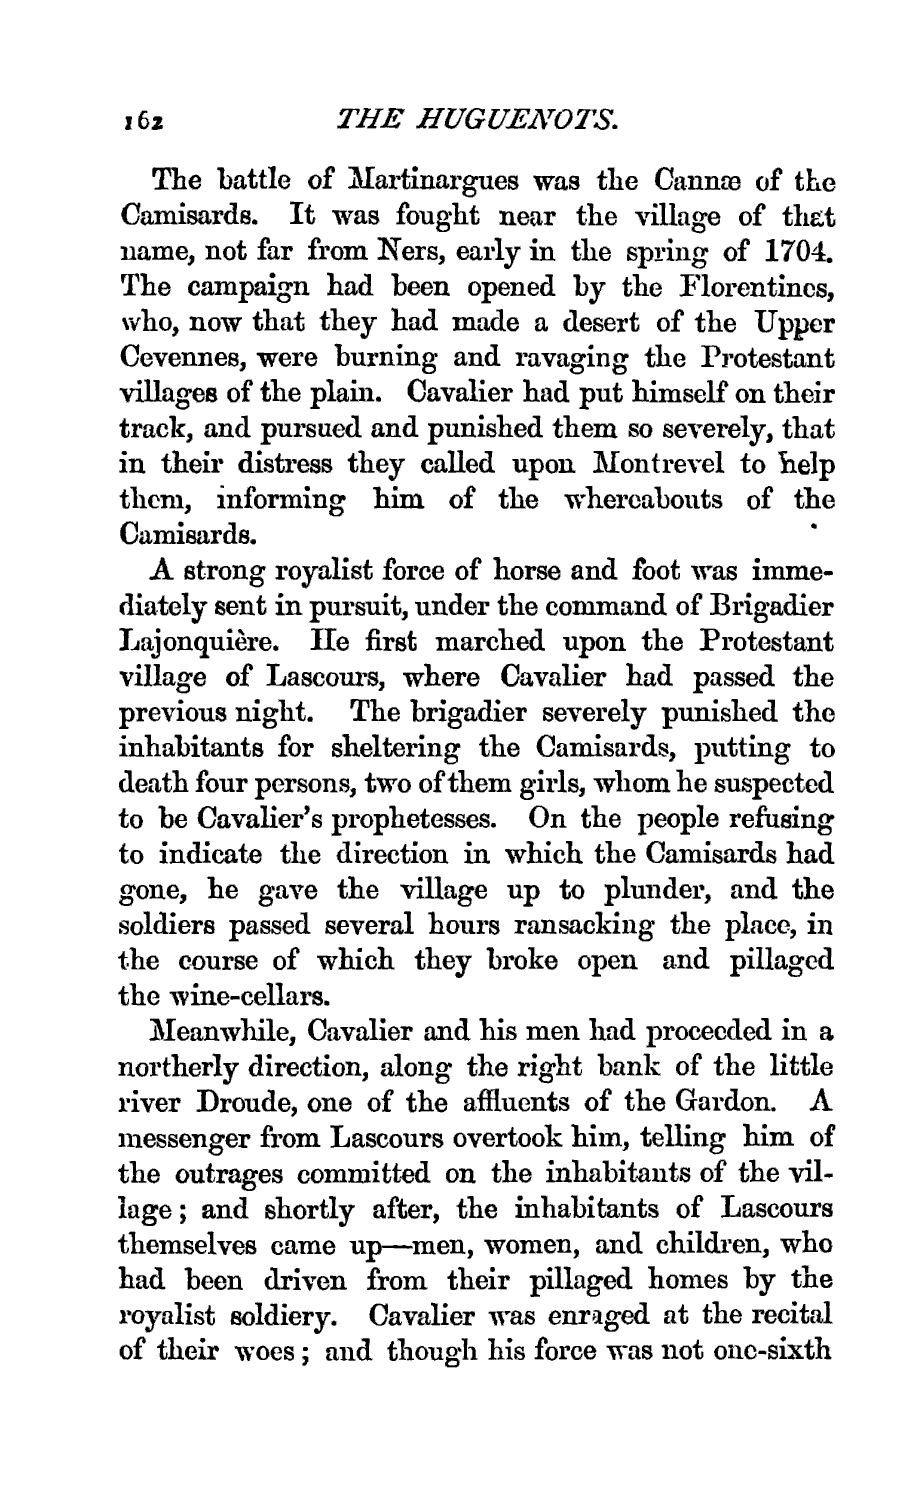 162 THE HUGUENOTS.
The battle of Martinargues was the Cannæ of the
Camisards. It was fought near the village of that
name, not far from Ners, early in the spring of 1704.
The campaign had been opened by the Florentines,
who, now that they had made a desert of the Upper
Cevennes, were burning and ravaging the Protestant
villages of the plain. Cavalier had put himself on their
track, and pursued and punished them so severely, that
in their distress they called upon Montrevel to help
them, informing him of the whereabouts of the
Camisards.
A strong royalist force of horse and foot was imme-
diately sent in pursuit, under the command of Brigadier
Lajonquière. He first marched upon the Protestant
village of Lascours, where Cavalier had passed the
previous night. The brigadier severely punished the
inhabitants for sheltering the Camisards, putting to
death four persons, two of them girls, whom he suspected
to be Cavalier's prophetesses. On the people refusing
to indicate the direction in which the Camisards had
gone, he gave the village up to plunder, and the
soldiers passed several hours ransacking the place, in
the course of which they broke open and pillaged
the wine-cellars.
Meanwhile, Cavalier and his men had proceeded in a
northerly direction, along the right bank of the little
river Droude, one of the affluents of the Gardon. A
messenger from Lascours overtook him, telling him of
the outrages committed on the inhabitants of the vil-
lage; and shortly after, the inhabitants of Lascours
themselves came up—men, women, and children, who
had been driven from their pillaged homes by the
royalist soldiery. Cavalier was enraged at the recital
of their woes; and though his force was not one-sixth